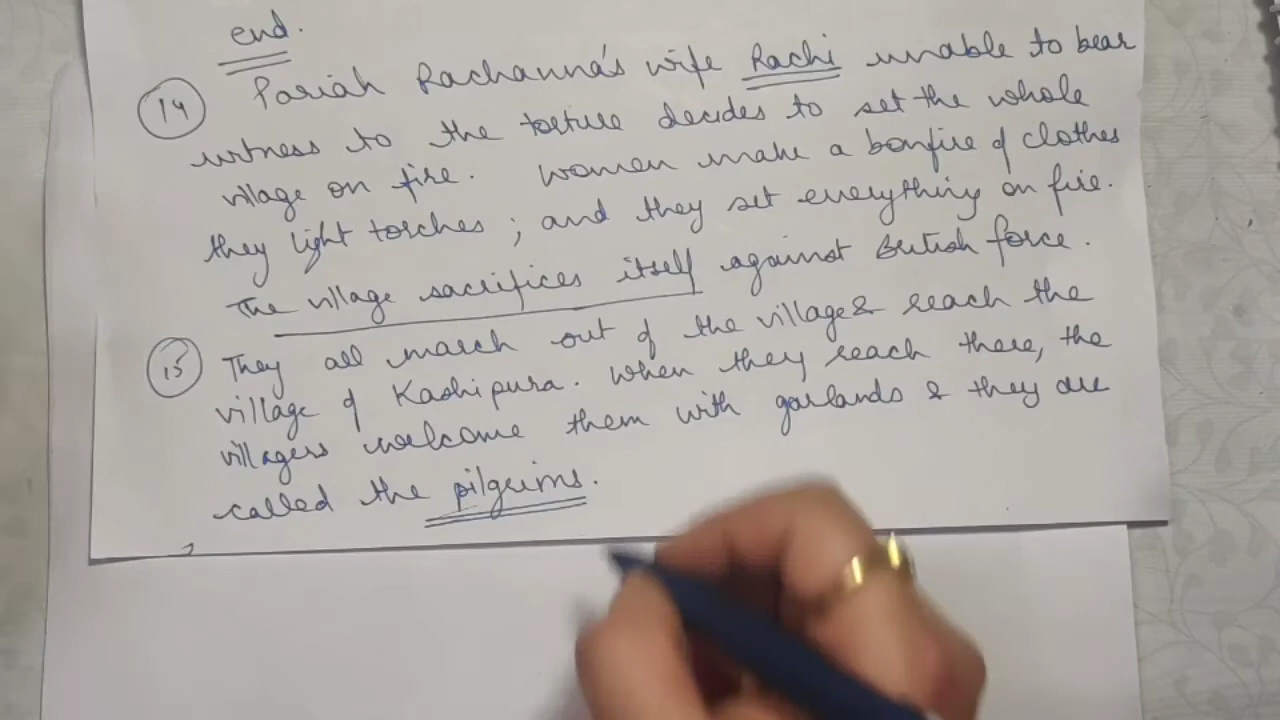 end.
14 Pariah Rachanna's wife Rachi unable to bear
witness to the torture decides to set the whole
village on fire. Women make a bonfire of clothes
they light torches ; and they set everything on fire.
The village sacrifices itself against British force.
15 They all march out of the village & reach the
village of Kashipura. When they reach there, the
villagers welcome them with garlands & they are
called the pilgrims.